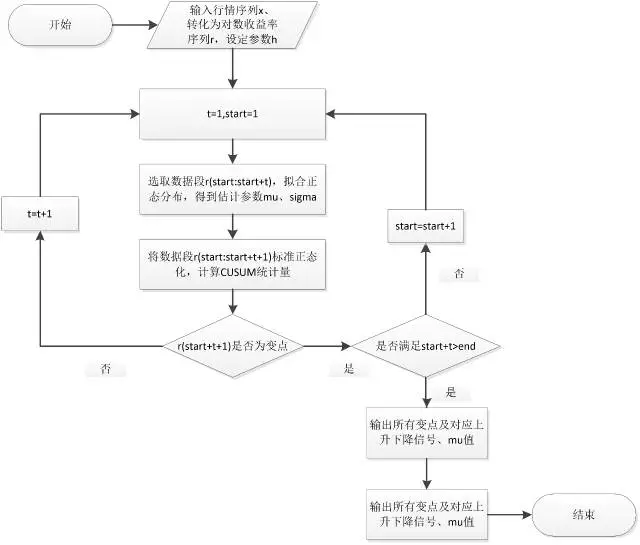 开始
输入行情序列x、
转化为对数收益率
序列r，设定参数h
t=1,start=1
选取数据段r(start:start+t)，拟合正
态分布，得到估计参数mu、sigma
t=t+1
start=start+1
将数据段r(start:start+t+1)标准正态
化，计算CUSUM统计量
否
r(start+t+1)是否为变点
是否满足start+t>end
否
是
是
输出所有变点及对应上
升下降信号、mu值
输出所有变点及对应上
升下降信号、mu值
结束